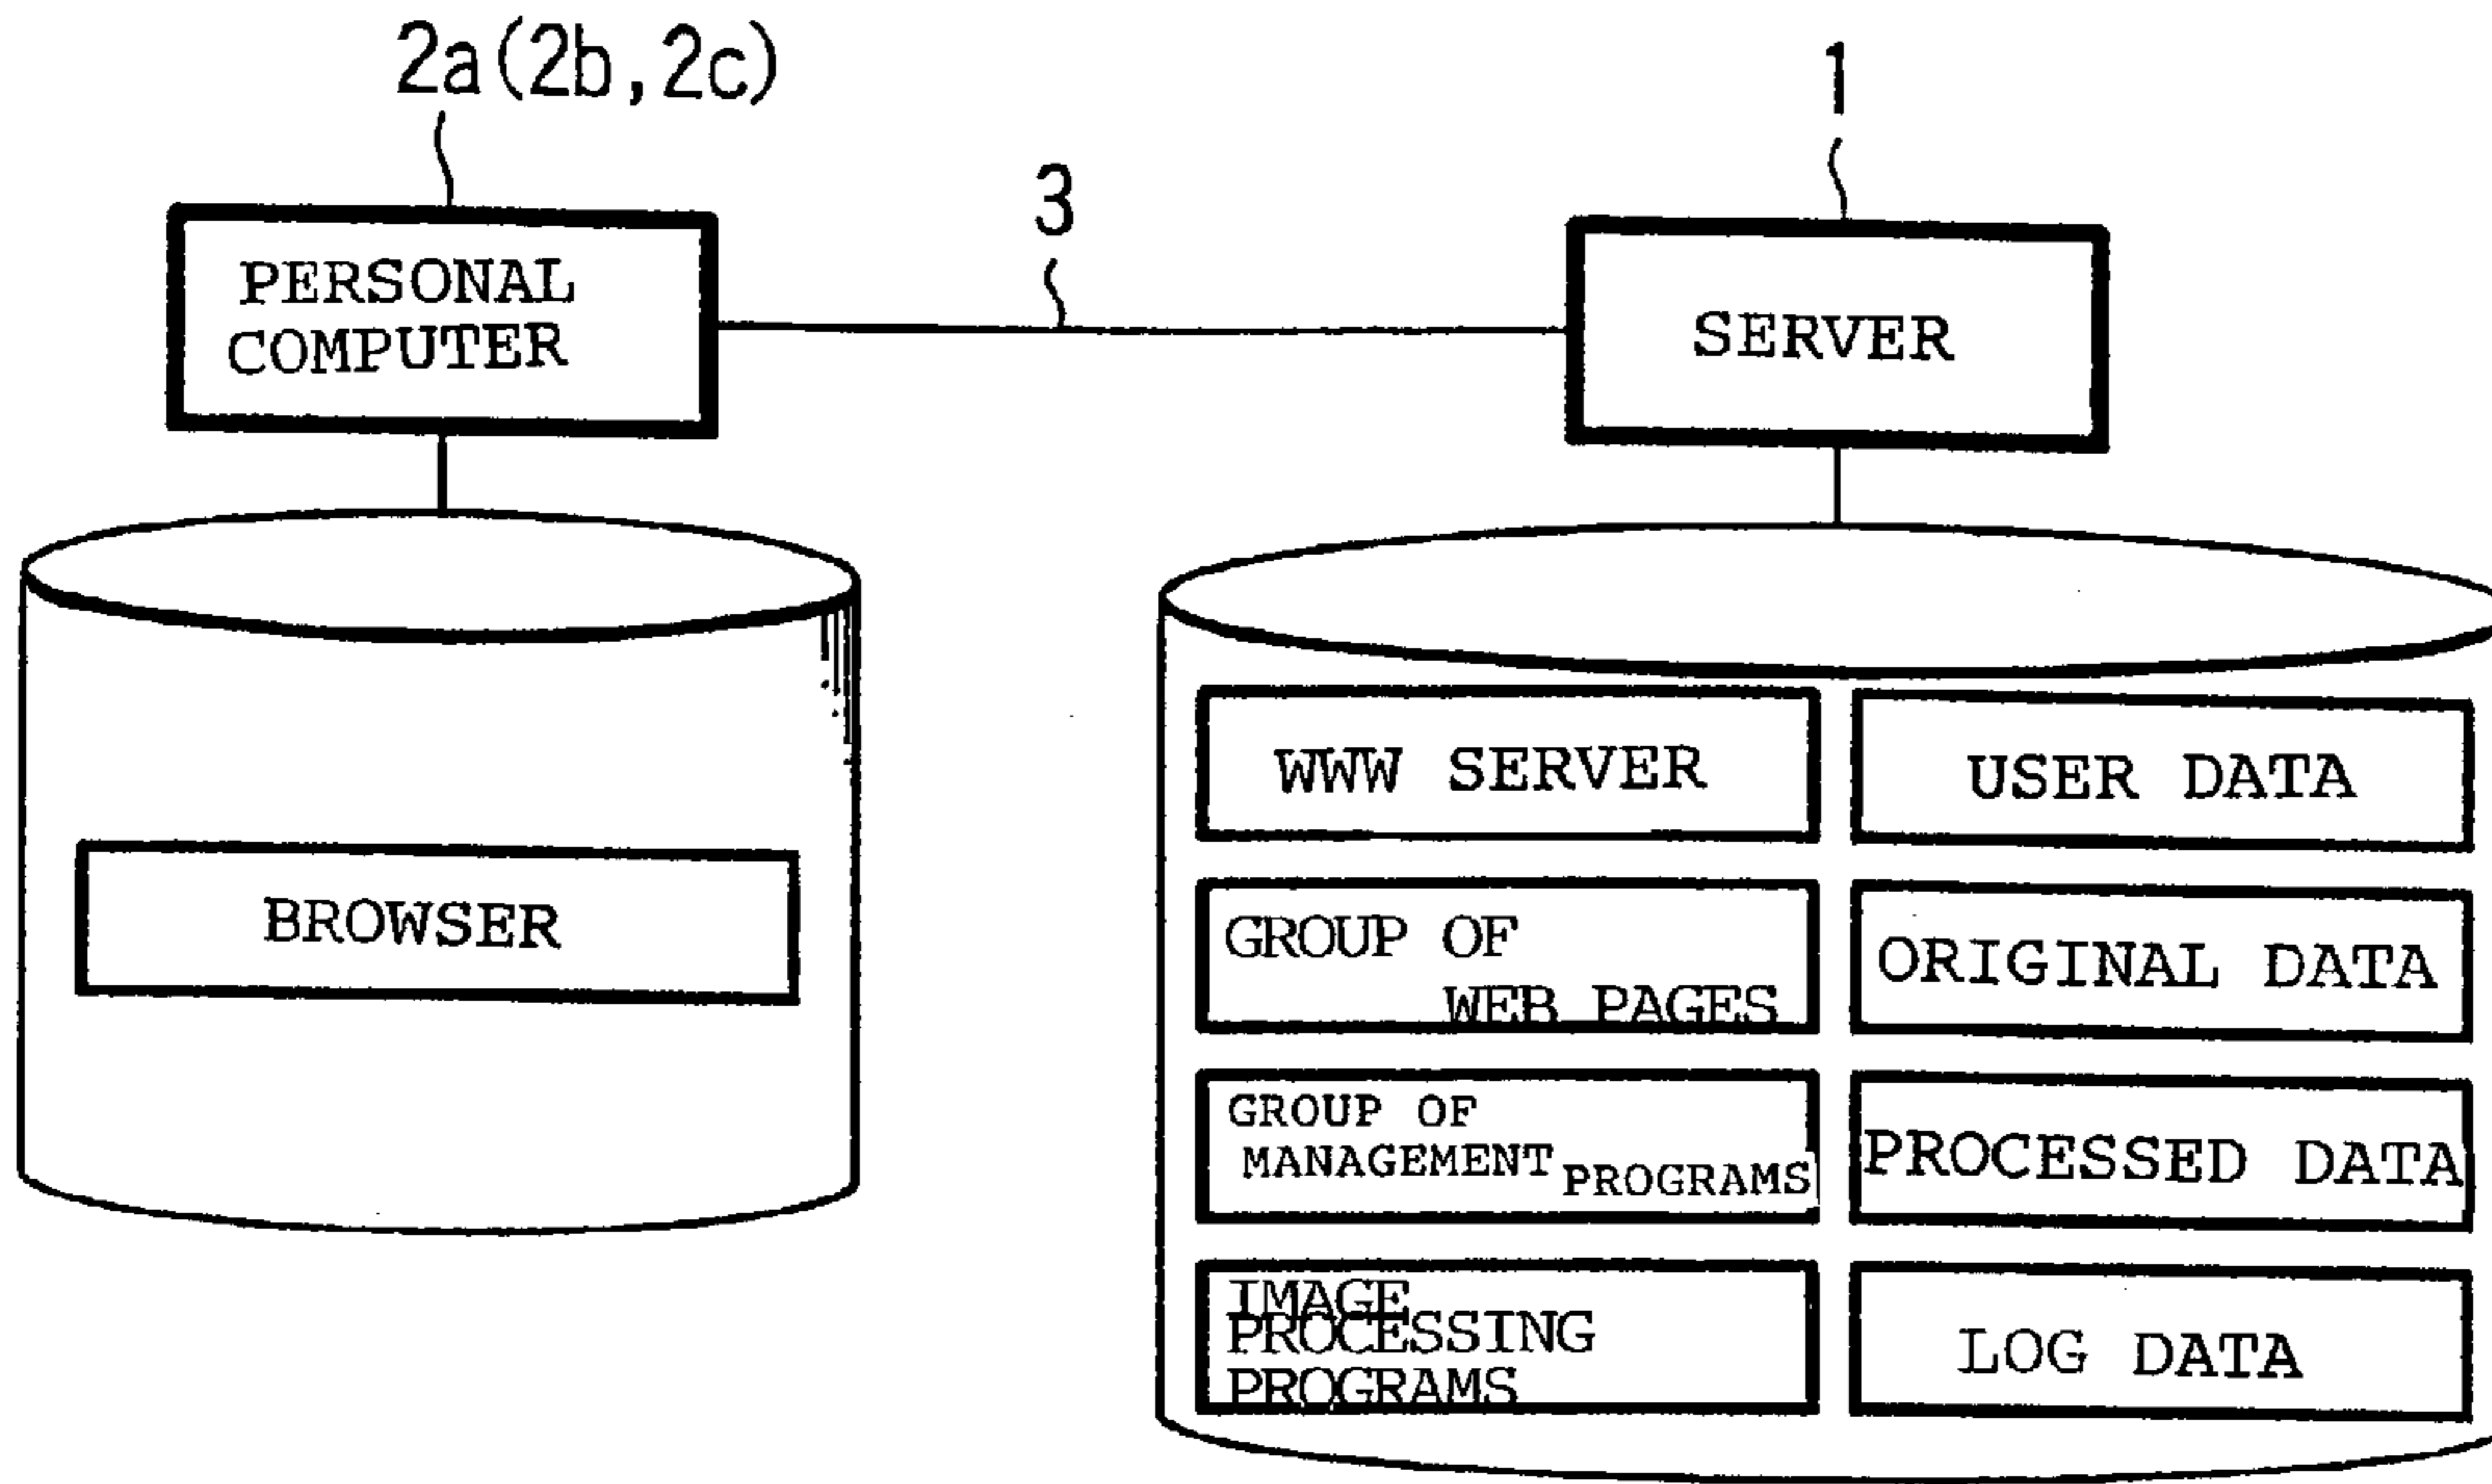 2a(2b,2c)
1
3
PERSONAL
COMPUTER
SERVER
BROWSER
WWW SERVER
USER DATA
GROUP OF
WEB PAGES
ORIGINAL DATA
GROUP OF
MANAGEMENT PROGRAMS
PROCESSED DATA
IMAGE
PROCESSING
PROGRAMS
LOG DATA